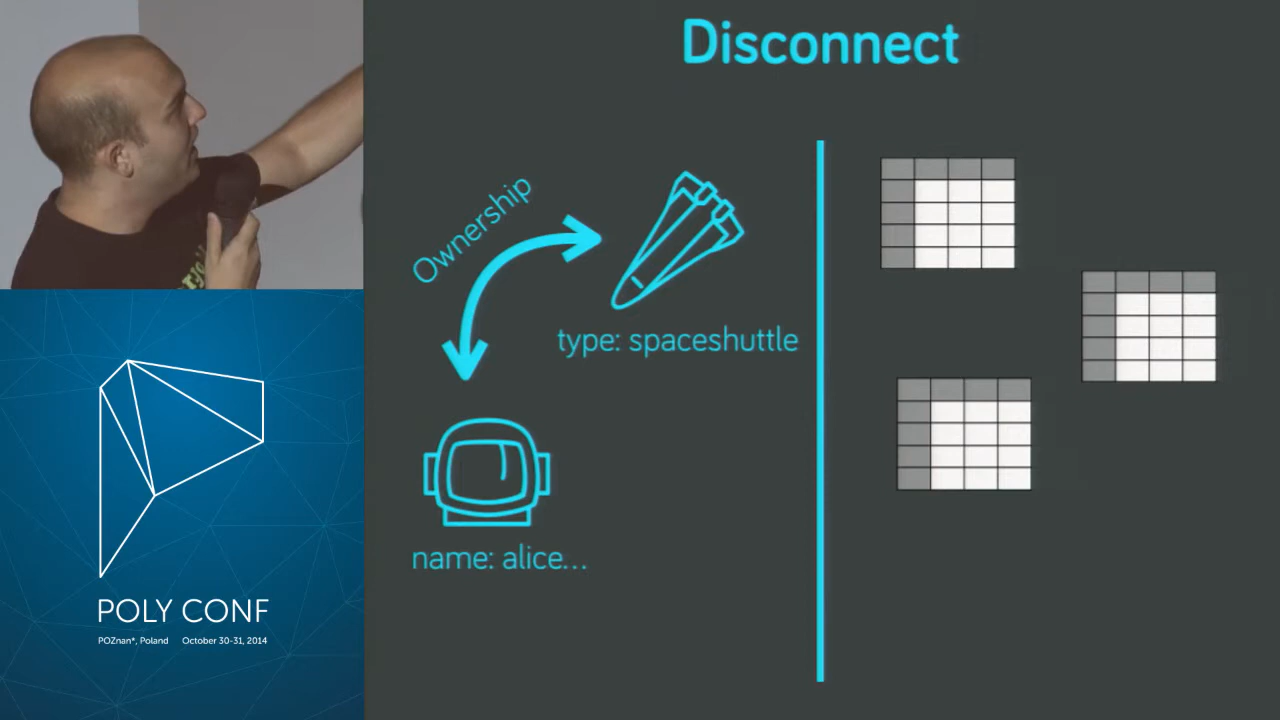 Disconnect
Ownership
type: spaceshuttle
name: alice...
POLY CONF
POZnan*, Poland October 30-31, 2014